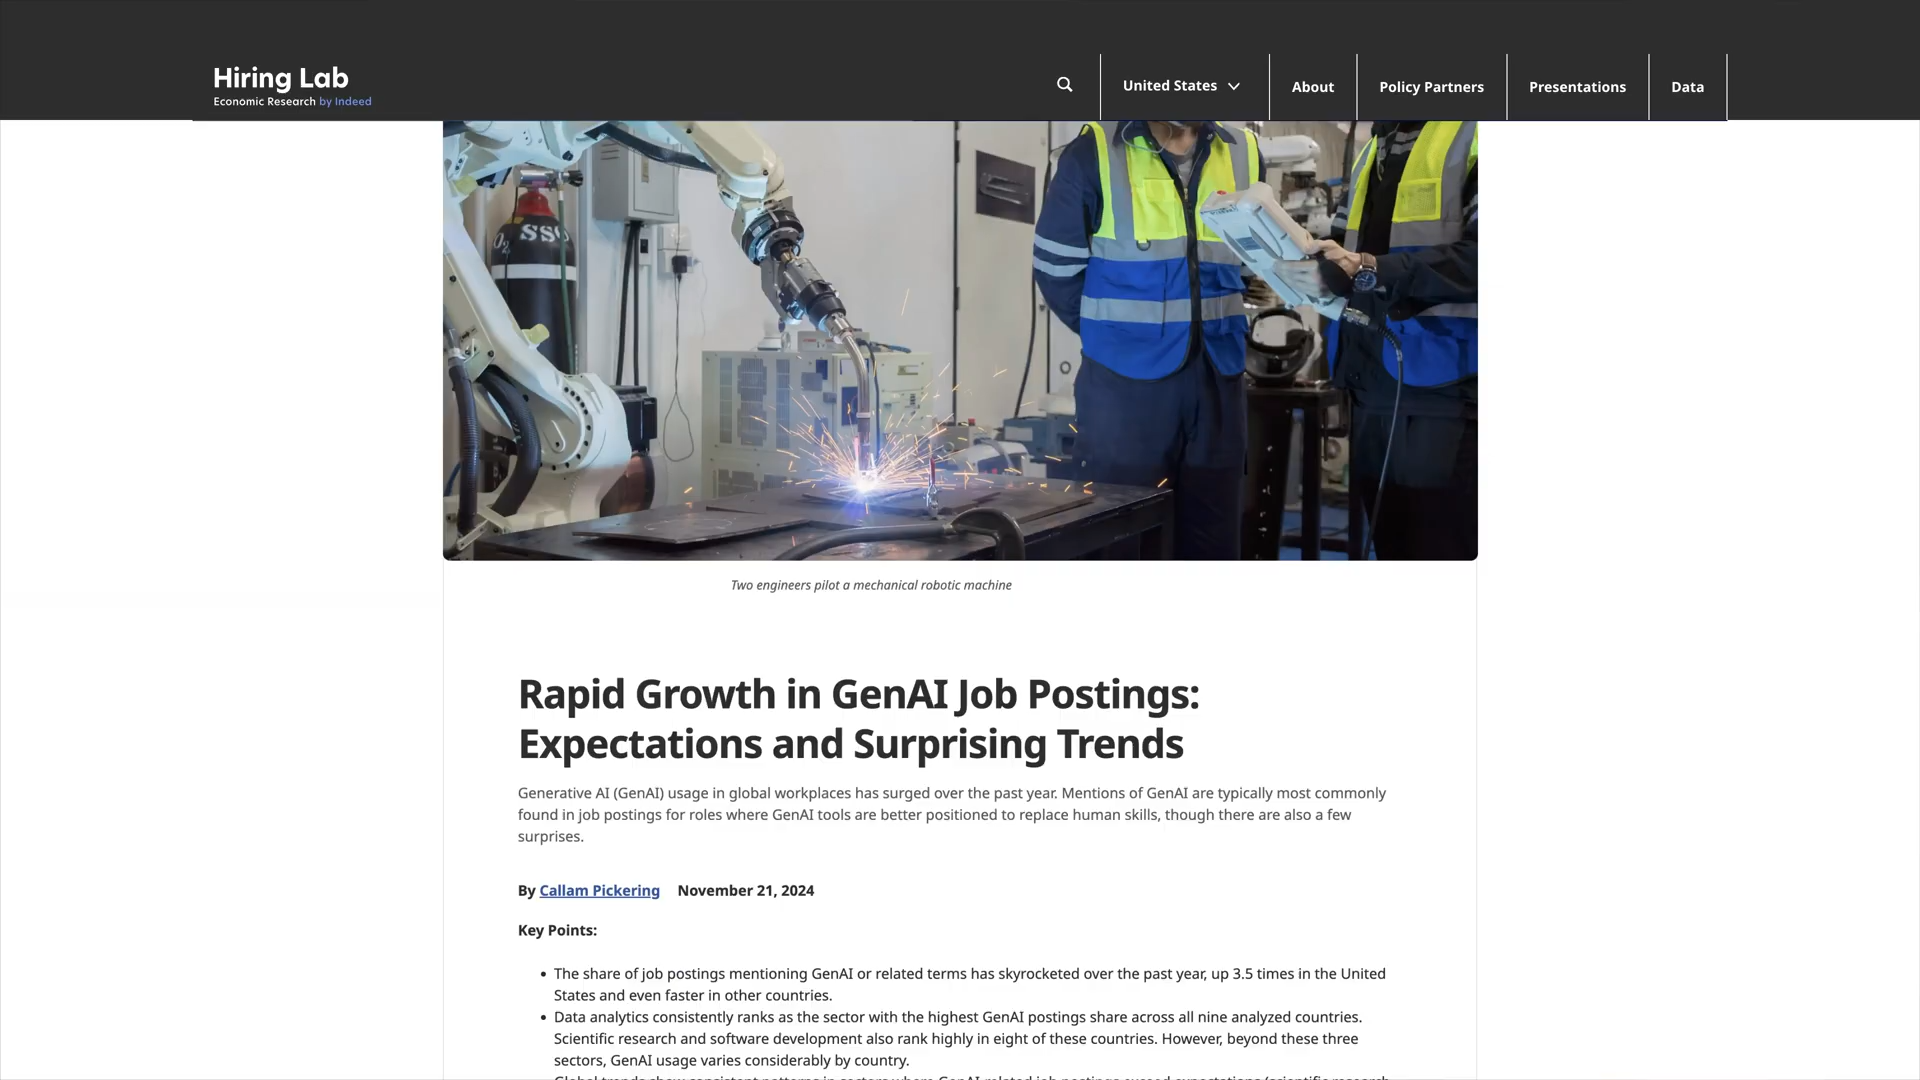 Hiring Lab
Economic Research by Indeed
United States
About
Policy Partners
Presentations
Data
O₂ SSO
Two engineers pilot a mechanical robotic machine
Rapid Growth in GenAI Job Postings:
Expectations and Surprising Trends
Generative AI (GenAI) usage in global workplaces has surged over the past year. Mentions of GenAI are typically most commonly
found in job postings for roles where GenAI tools are better positioned to replace human skills, though there are also a few
surprises.
By Callam Pickering November 21, 2024
Key Points:
• The share of job postings mentioning GenAI or related terms has skyrocketed over the past year, up 3.5 times in the United
States and even faster in other countries.
• Data analytics consistently ranks as the sector with the highest GenAI postings share across all nine analyzed countries.
Scientific research and software development also rank highly in eight of these countries. However, beyond these three
sectors, GenAI usage varies considerably by country.